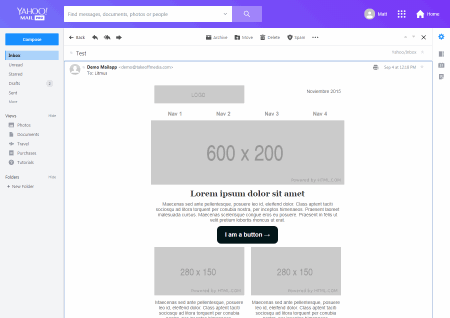 YAHOO!
MAIL PRO
Find messages, documents, photos or people
Matt
Home
Compose
Back
Archive
Move
Delete
Spam
Inbox
Unread
Starred
Drafts
Sent
More
Views
Hide
Photos
Documents
Travel
Purchases
Tutorials
Folders
Hide
+ New Folder
Test
Yahoo/Inbox
Demo Mailapp
To: Litmus
Sep 4 at 12:18 PM
LOGO
November 2015
Nav 1 Nav 2 Nav 3 Nav 4
600 x 200
Powered by HTML.COM
Lorem ipsum dolor sit amet
Maecenas sed ante pellentesque, posuere leo id, eleifend dolor. Class aptent taciti
sociosqu ad litora torquent per conubia nostra, per inceptos himenaeos. Praesent laoreet
malesuada cursus. Maecenas scelerisque congue eros eu posuere. Praesent in felis ut
velit pretium lobortis rhoncus ut erat.
I am a button →
280 x 150
Powered by HTML.COM
280 x 150
Powered by HTML.COM
Maecenas sed ante pellentesque, posuere
leo id, eleifend dolor. Class aptent taciti
sociosqu ad litora torquent per conubia
Maecenas sed ante pellentesque, posuere
leo id, eleifend dolor. Class aptent taciti
sociosqu ad litora torquent per conubia